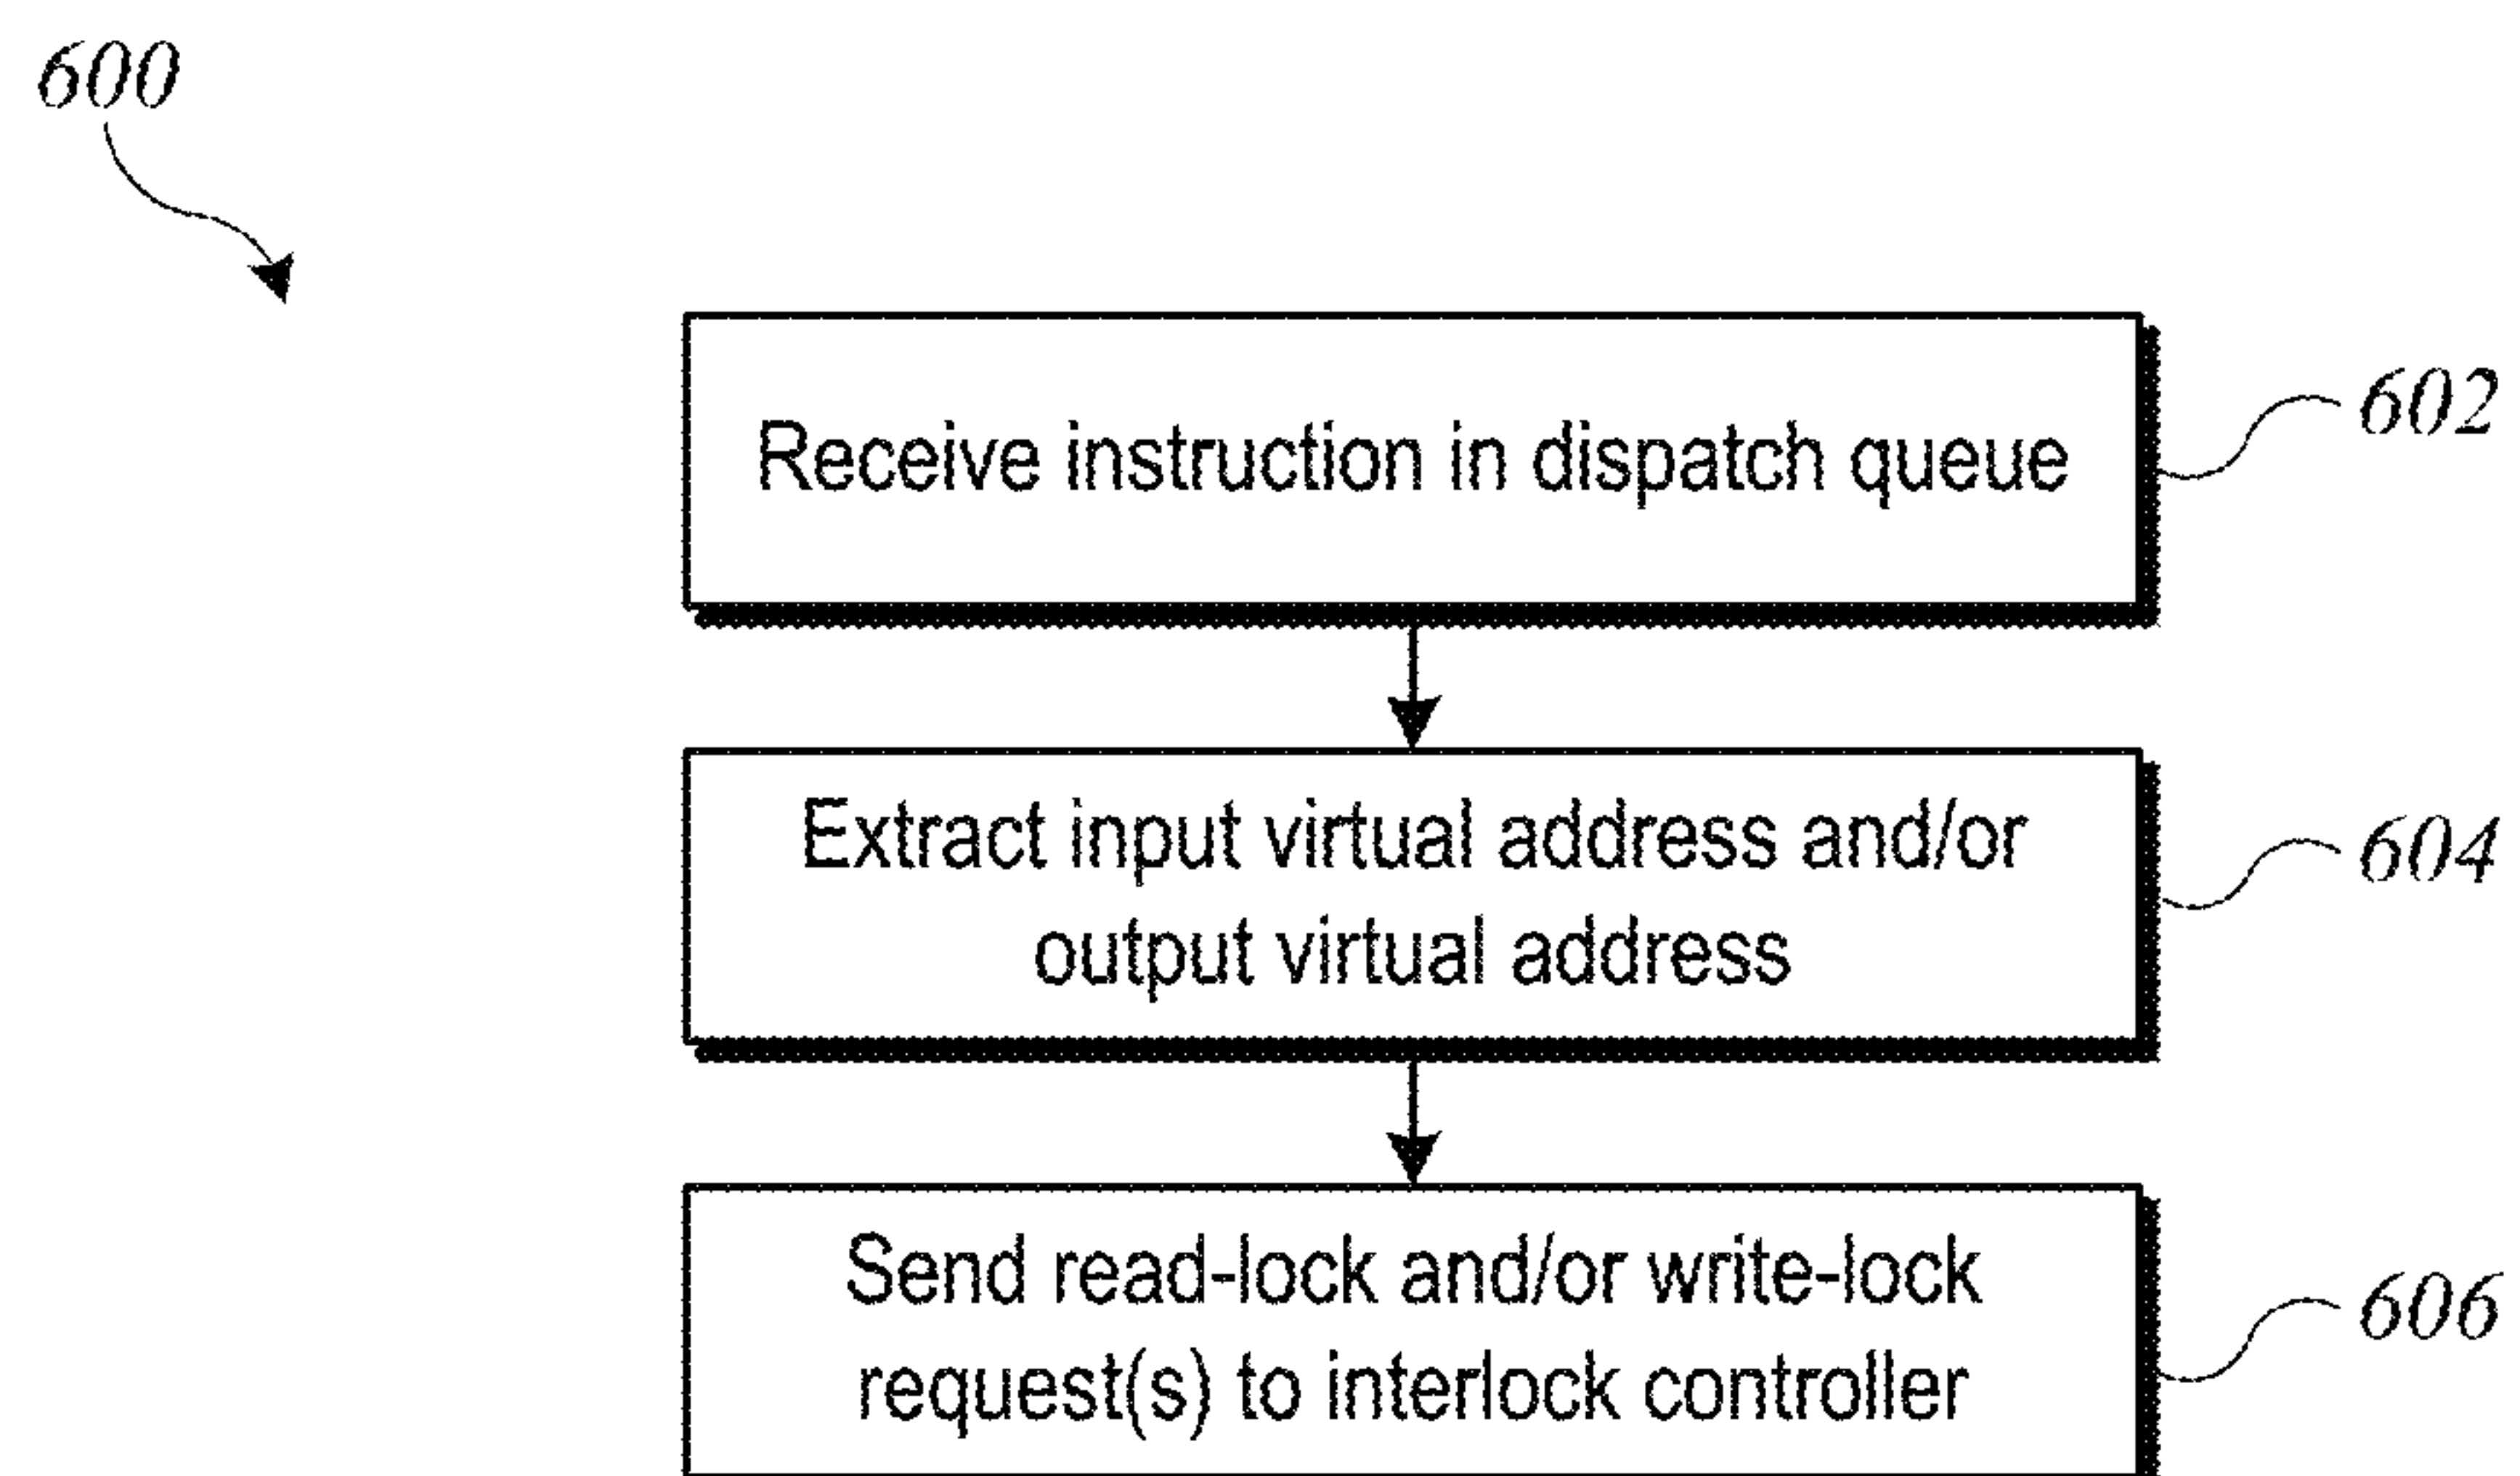 600
Receive instruction in dispatch queue
602
Extract input virtual address and/or
output virtual address
604
Send read-lock and/or write-lock
request(s) to interlock controller
606